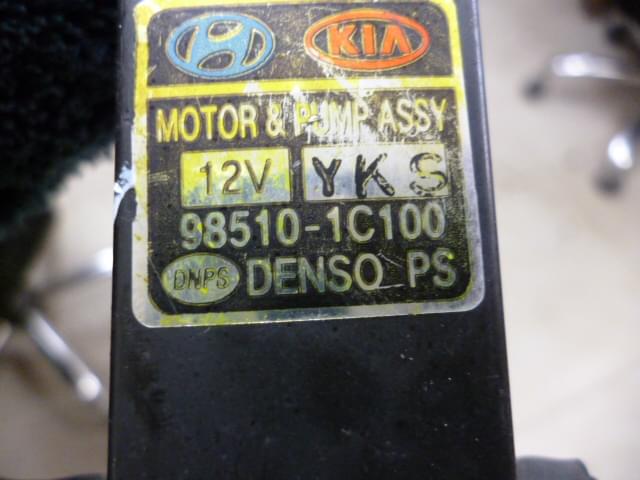 KIA
MOTOR & PUMP ASSY
12V YKS
98510-1C100
DNPS DENSO PS